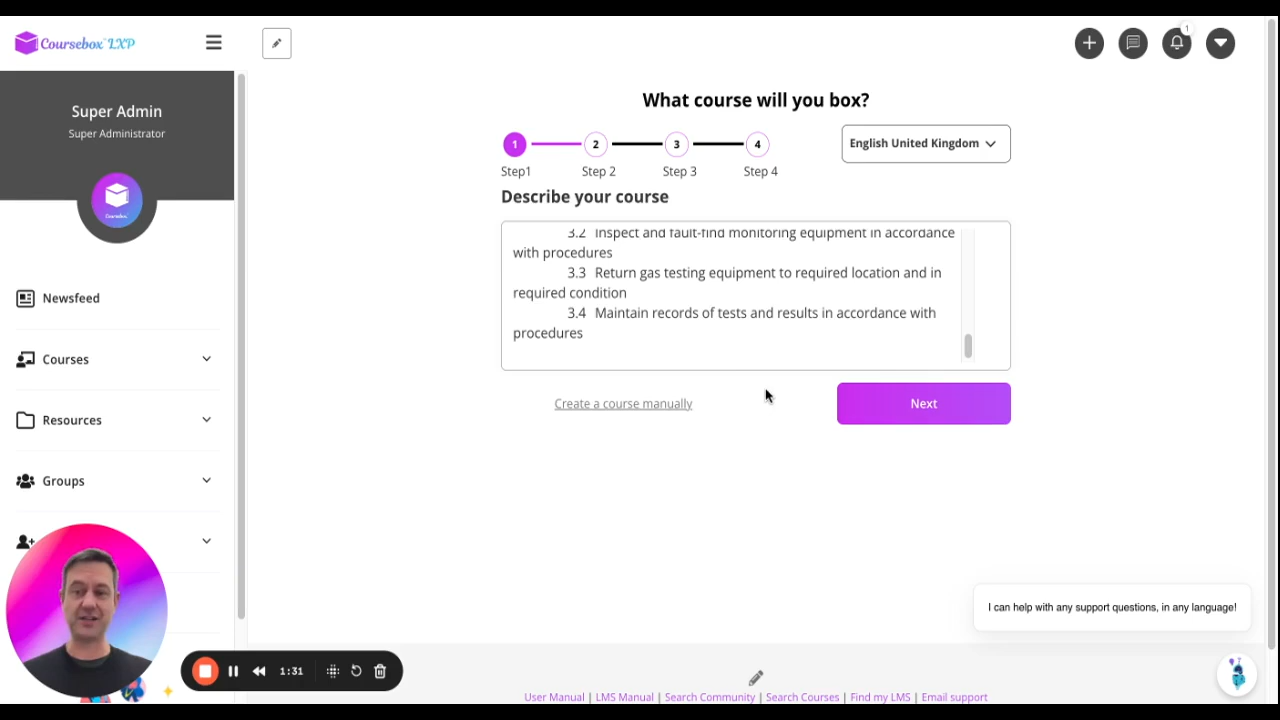 Coursebox™ LXP
1
Super Admin
Super Administrator
Coursebox
Newsfeed
Courses
Resources
Groups
What course will you box?
1 2 3 4
Step1 Step 2 Step 3 Step 4
English United Kingdom
Describe your course
3.2 Inspect and fault-find monitoring equipment in accordance
with procedures
3.3 Return gas testing equipment to required location and in
required condition
3.4 Maintain records of tests and results in accordance with
procedures
Create a course manually
Next
I can help with any support questions, in any language!
1:31
User Manual | LMS Manual | Search Community | Search Courses | Find my LMS | Email support